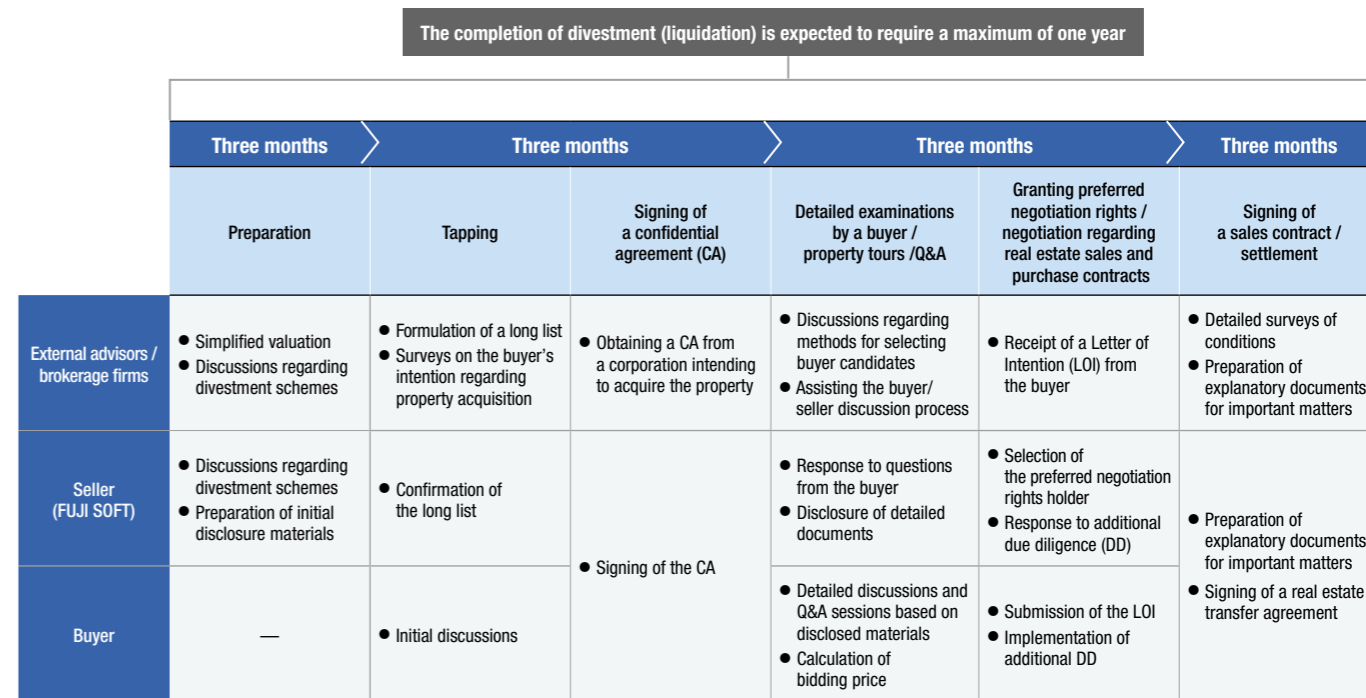 The completion of divestment (liquidation) is expected to require a maximum of one year
Three months
Three months
Three months
Three months
Preparation
Tapping
Signing of
a confidential
agreement (CA)
Detailed examinations
by a buyer /
property tours /Q&A
Granting preferred
negotiation rights /
negotiation regarding
real estate sales and
purchase contracts
Signing of
a sales contract /
settlement
External advisors /
brokerage firms
● Simplified valuation
● Discussions regarding
divestment schemes
● Formulation of a long list
● Surveys on the buyer's
intention regarding
property acquisition
● Obtaining a CA from
a corporation intending
to acquire the property
● Discussions regarding
methods for selecting
buyer candidates
● Assisting the buyer/
seller discussion process
● Receipt of a Letter of
Intention (LOI) from
the buyer
● Detailed surveys of
conditions
● Preparation of
explanatory documents
for important matters
Seller
(FUJI SOFT)
● Discussions regarding
divestment schemes
● Preparation of initial
disclosure materials
● Confirmation of
the long list
● Signing of the CA
● Response to questions
from the buyer
● Disclosure of detailed
documents
● Selection of
the preferred negotiation
rights holder
● Response to additional
due diligence (DD)
● Preparation of
explanatory documents
for important matters
● Signing of a real estate
transfer agreement
Buyer
—
● Initial discussions
● Detailed discussions and
Q&A sessions based on
disclosed materials
● Calculation of
bidding price
● Submission of the LOI
● Implementation of
additional DD